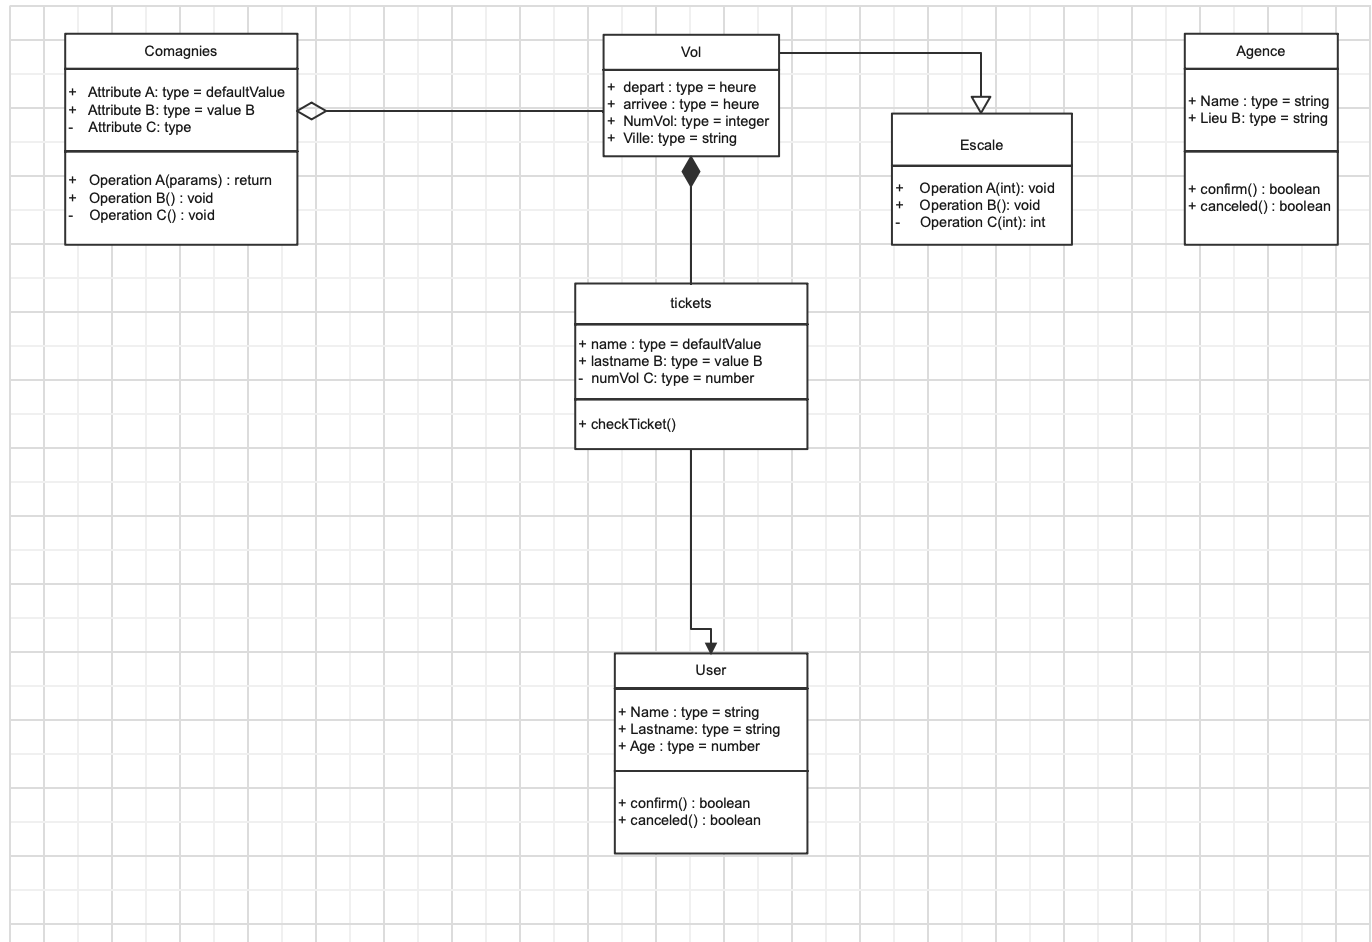 Comagnies
+ Attribute A: type = defaultValue
+ Attribute B: type = value B
- Attribute C: type
+ Operation A(params) : return
+ Operation B() : void
- Operation C() : void
Vol
+ depart : type = heure
+ arrivee : type = heure
+ NumVol: type = integer
+ Ville: type = string
Escale
+ Operation A(int): void
+ Operation B(): void
- Operation C(int): int
Agence
+ Name : type = string
+ Lieu B: type = string
+ confirm() : boolean
+ canceled() : boolean
tickets
+ name : type = defaultValue
+ lastname B: type = value B
- numVol C: type = number
+ checkTicket()
User
+ Name : type = string
+ Lastname: type = string
+ Age : type = number
+ confirm() : boolean
+ canceled() : boolean